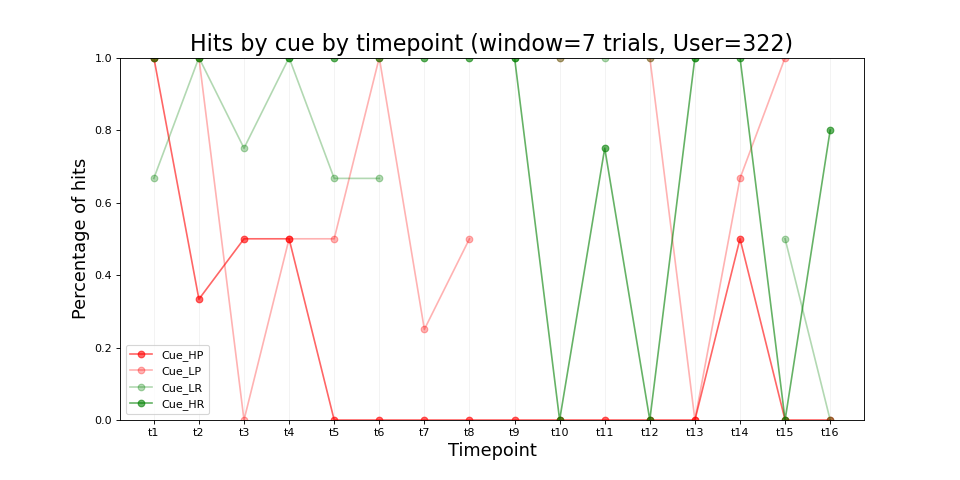 Hits by cue by timepoint (window=7 trials, User=322)
Percentage of hits
1.0
0.8
0.6
0.4
0.2
0.0
Cue_HP
Cue_LP
Cue_LR
Cue_HR
t1 t2 t3 t4 t5 t6 t7 t8 t9 t10 t11 t12 t13 t14 t15 t16
Timepoint